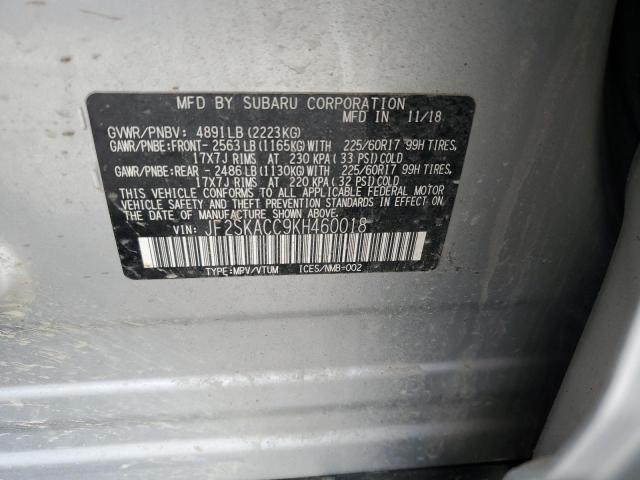 MFD BY SUBARU CORPORATION
MFD IN 11/18
GVWR/PNBV: 4891LB (2223KG)
GAWR/PNBE:FRONT- 2563LB (1165KG)WITH 225/60R17 99H TIRES,
17X7J RIMS AT 230 KPA (33 PSI)COLD
GAWR/PNBE:REAR - 2486LB (1130KG)WITH 225/60R17 99H TIRES,
17X7J RIMS AT 220 KPA (32 PSI)COLD
THIS VEHICLE CONFORMS TO ALL APPLICABLE FEDERAL MOTOR
VEHICLE SAFETY AND THEFT PREVENTION STANDARDS IN EFFECT
ON THE DATE OF MANUFACTURE SHOWN ABOVE.
VIN: JF2SKACC9KH460018
TYPE:MPV/VTUM ICES/NMB-002